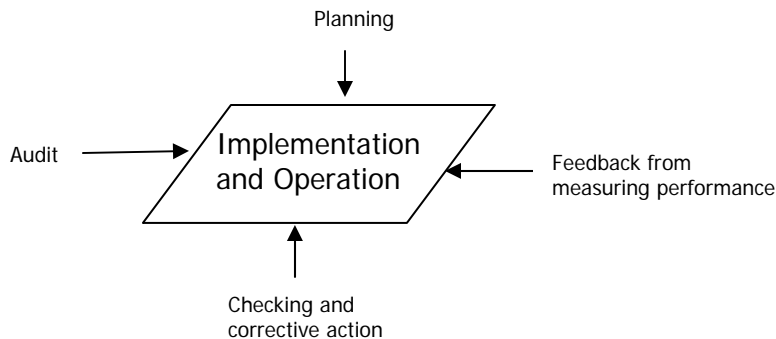 Planning
Audit
Implementation
and Operation
Feedback from
measuring performance
Checking and
corrective action